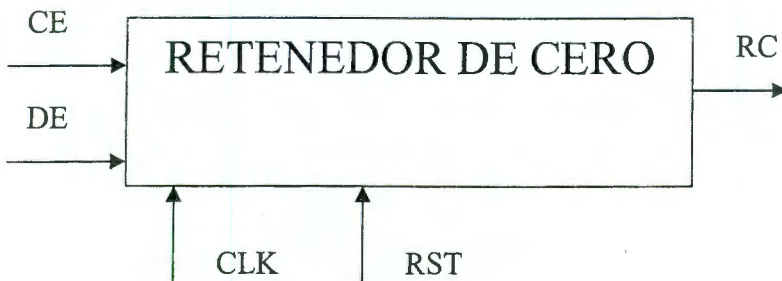 CE
RETENEDOR DE CERO
RC
DE
CLK
RST